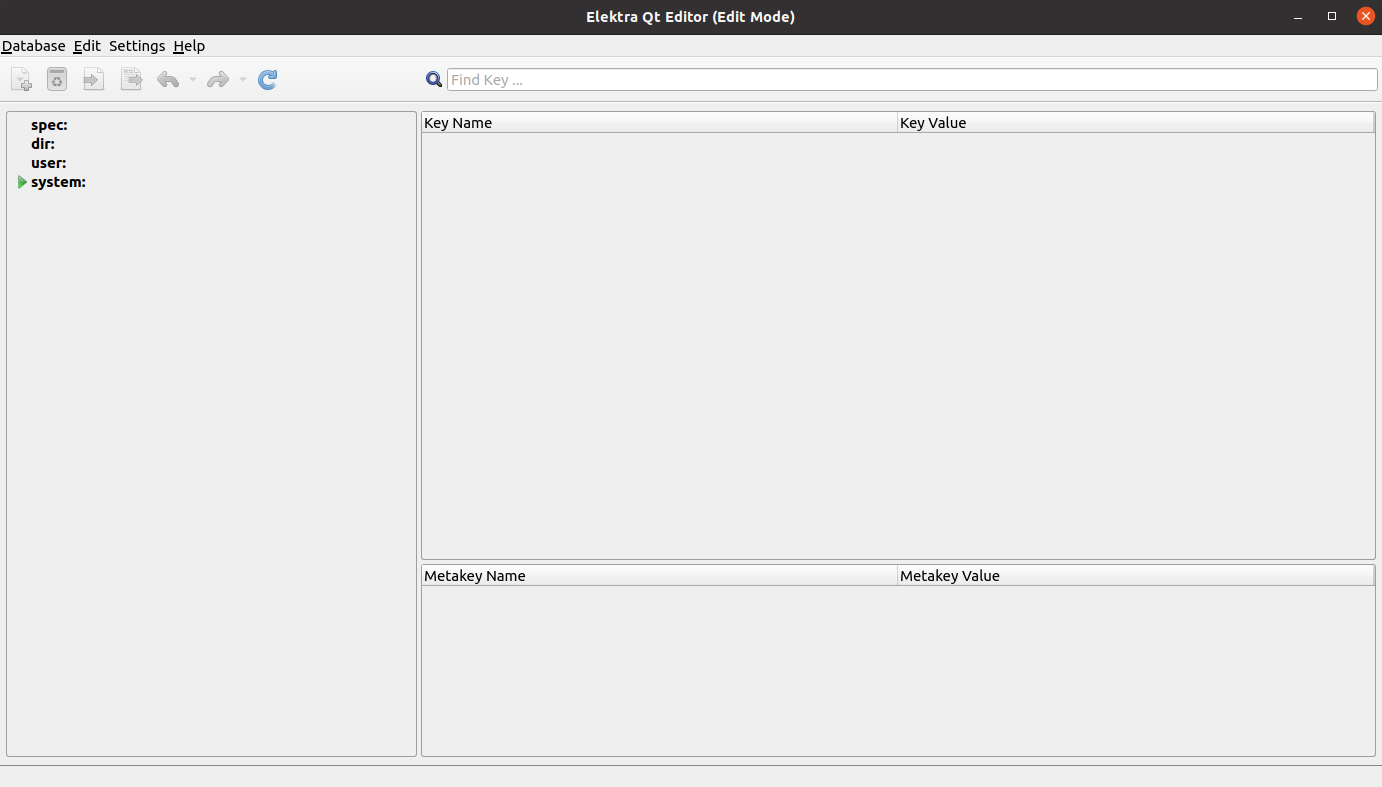 Elektra Qt Editor (Edit Mode)
Database Edit Settings Help
Find Key ...
spec:
dir:
user:
system:
Key Name Key Value
Metakey Name Metakey Value